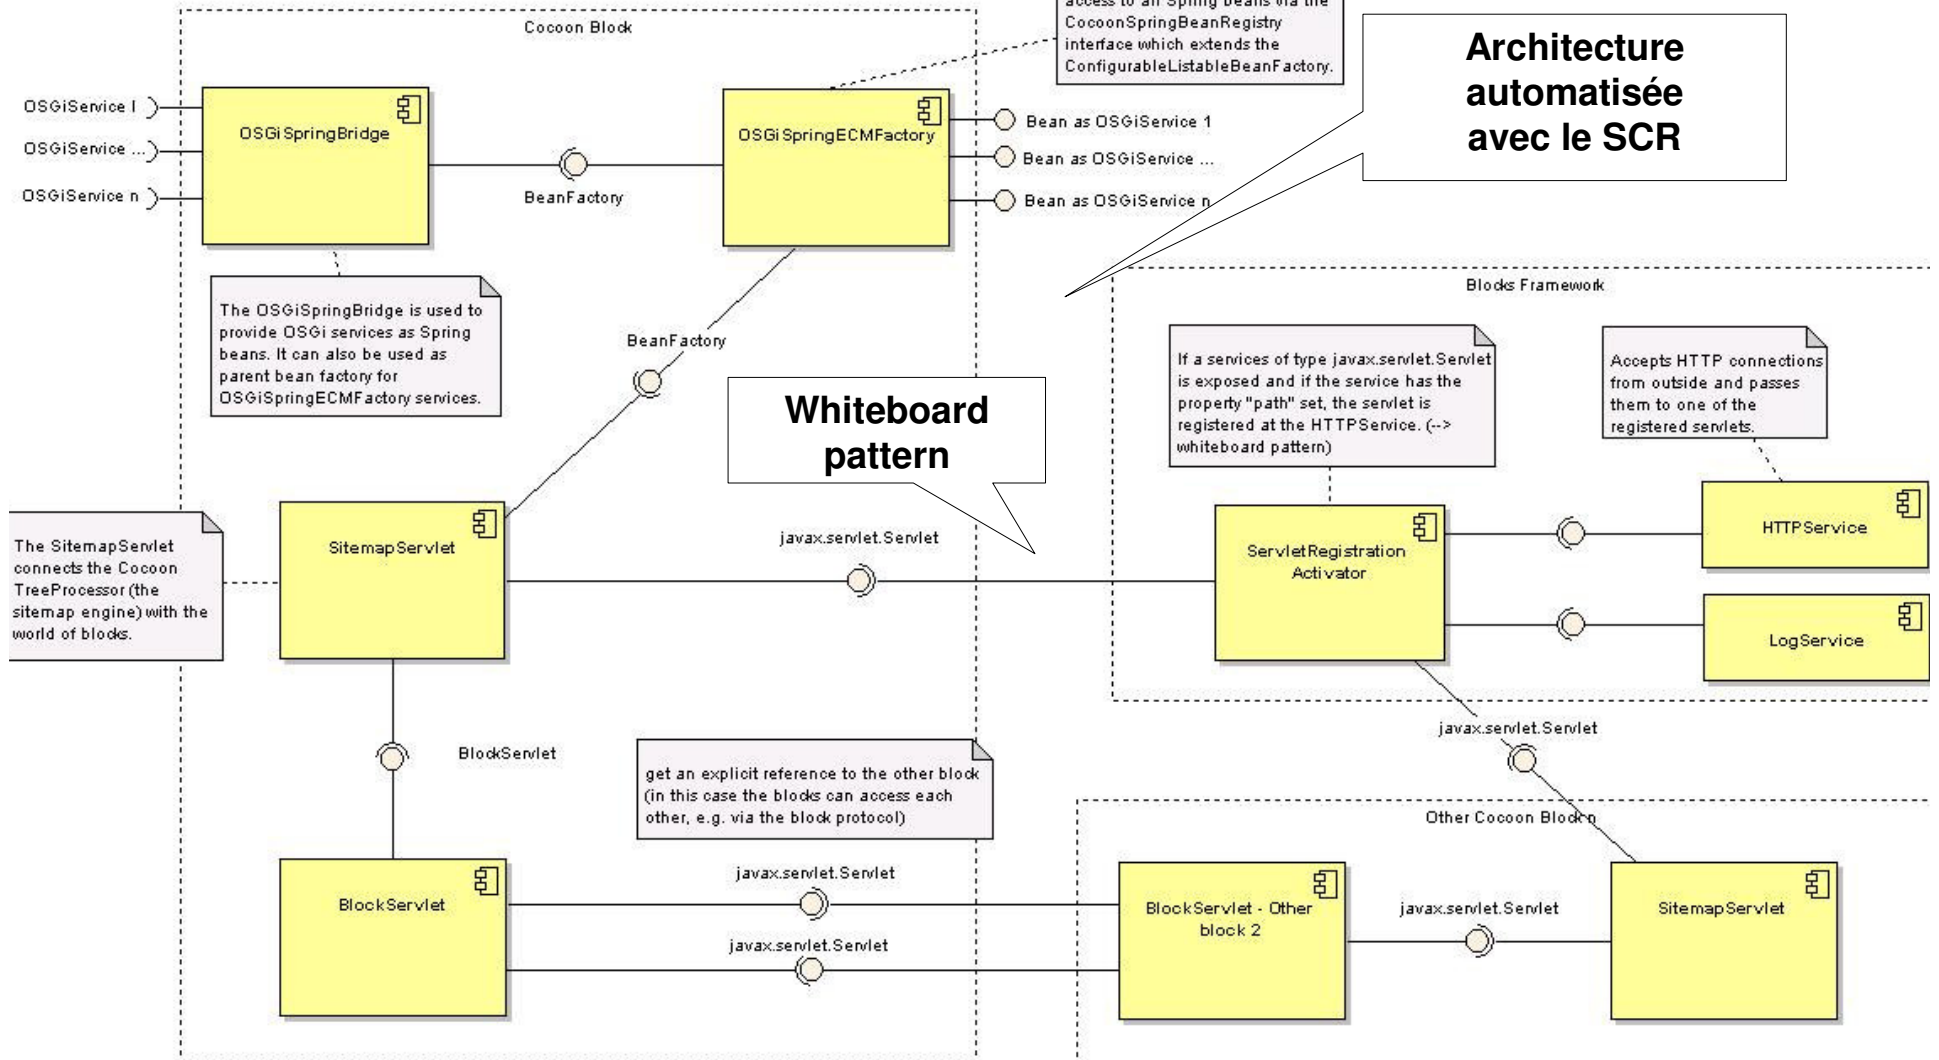 Cocoon Block
access to all Spring beans via the
CocoonSpringBeanRegistry
interface which extends the
ConfigurableListableBeanFactory.
Architecture
automatisée
avec le SCR
OSGiService I
OSGiService ...
OSGiService n
OSGiSpringBridge
BeanFactory
OSGiSpringECMFactory
Bean as OSGiService 1
Bean as OSGiService ...
Bean as OSGiService n
The OSGiSpringBridge is used to
provide OSGi services as Spring
beans. It can also be used as
parent bean factory for
OSGiSpringECMFactory services.
BeanFactory
Whiteboard
pattern
Blocks Framework
If a services of type javax.servlet.Servlet
is exposed and if the service has the
property "path" set, the servlet is
registered at the HTTPService. (-->
whiteboard pattern)
Accepts HTTP connections
from outside and passes
them to one of the
registered servlets.
The SitemapServlet
connects the Cocoon
TreeProcessor (the
sitemap engine) with the
world of blocks.
SitemapServlet
javax.servlet.Servlet
ServletRegistration
Activator
HTTPService
LogService
BlockServlet
get an explicit reference to the other block
(in this case the blocks can access each
other, e.g. via the block protocol)
javax.servlet.Servlet
Other Cocoon Block n
BlockServlet
javax.servlet.Servlet
javax.servlet.Servlet
BlockServlet - Other
block 2
javax.servlet.Servlet
SitemapServlet